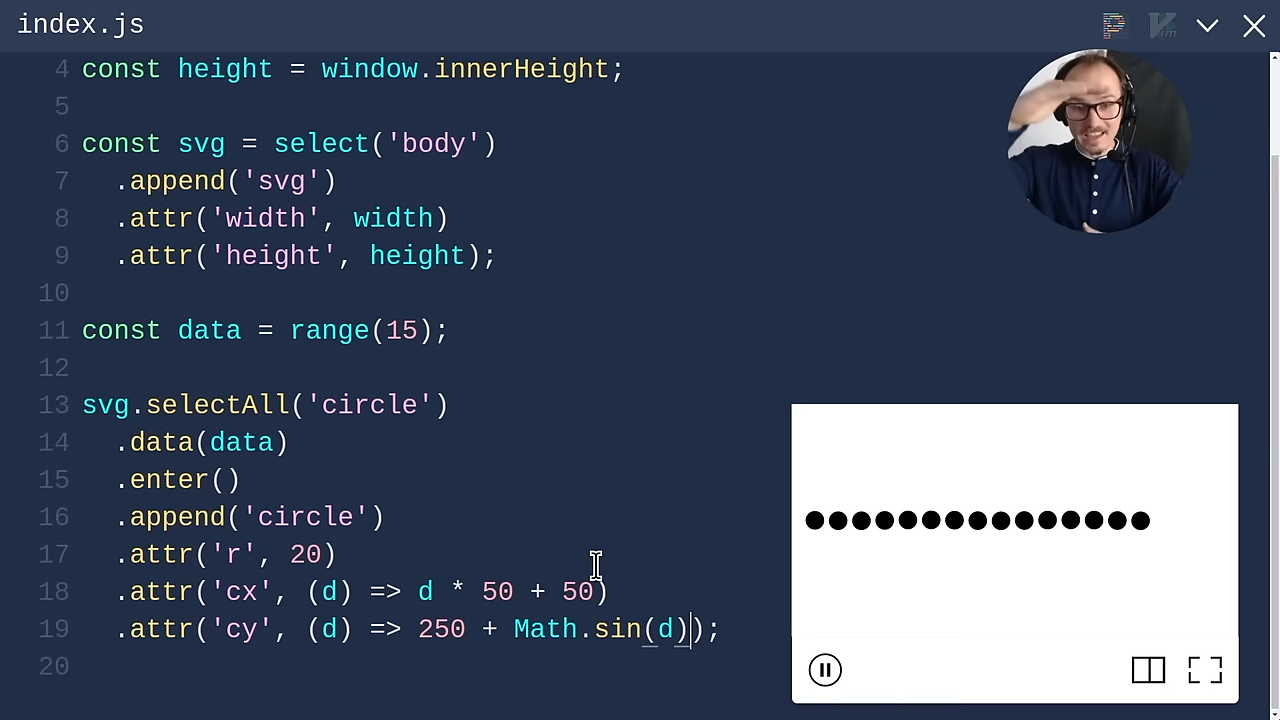 index.js
4 const height = window.innerHeight;
5
6 const svg = select('body')
7   .append('svg')
8   .attr('width', width)
9   .attr('height', height);
10
11 const data = range(15);
12
13 svg.selectAll('circle')
14   .data(data)
15   .enter()
16   .append('circle')
17   .attr('r', 20)
18   .attr('cx', (d) => d * 50 + 50)
19   .attr('cy', (d) => 250 + Math.sin(d));
20